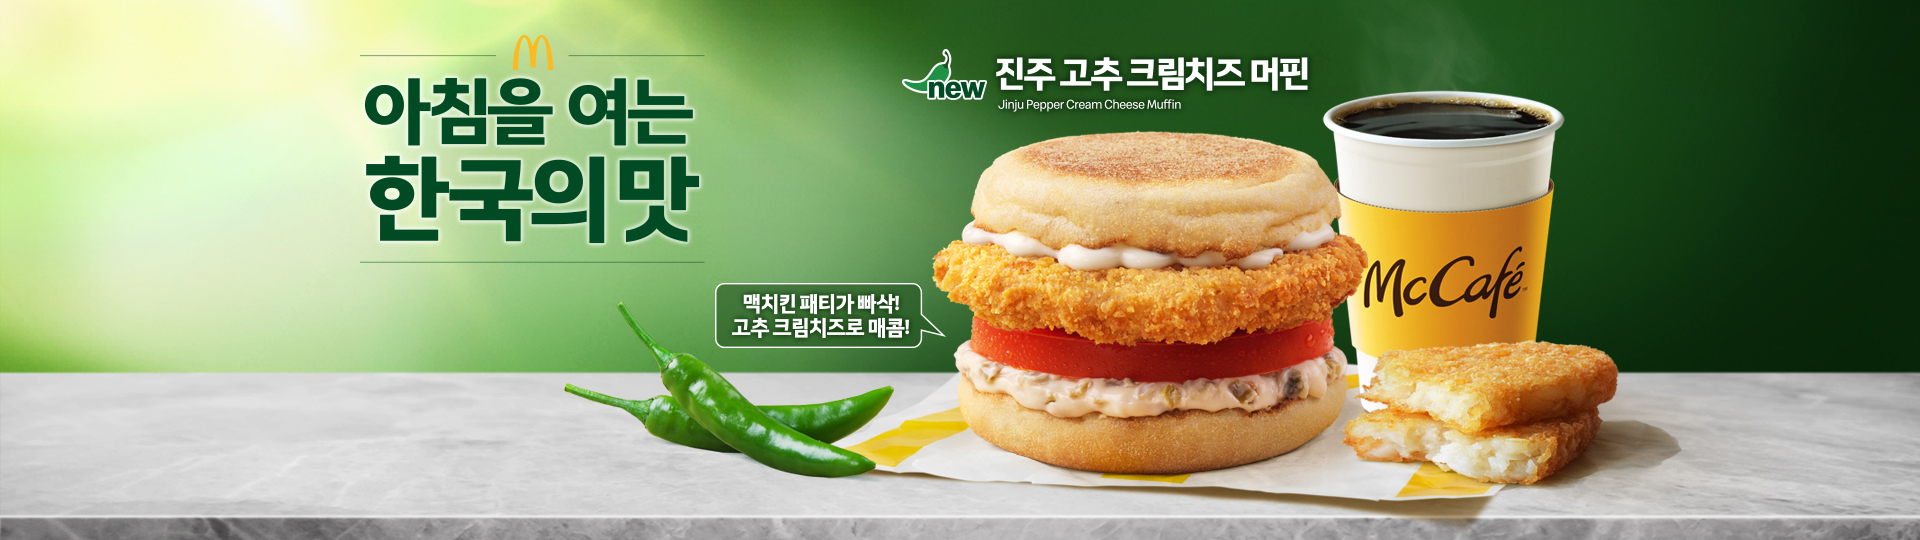 아침을 여는
한국의 맛
new
진주 고추 크림치즈 머핀
Jinju Pepper Cream Cheese Muffin
맥치킨 패티가 빠삭!
고추 크림치즈로 매콤!
McCafé